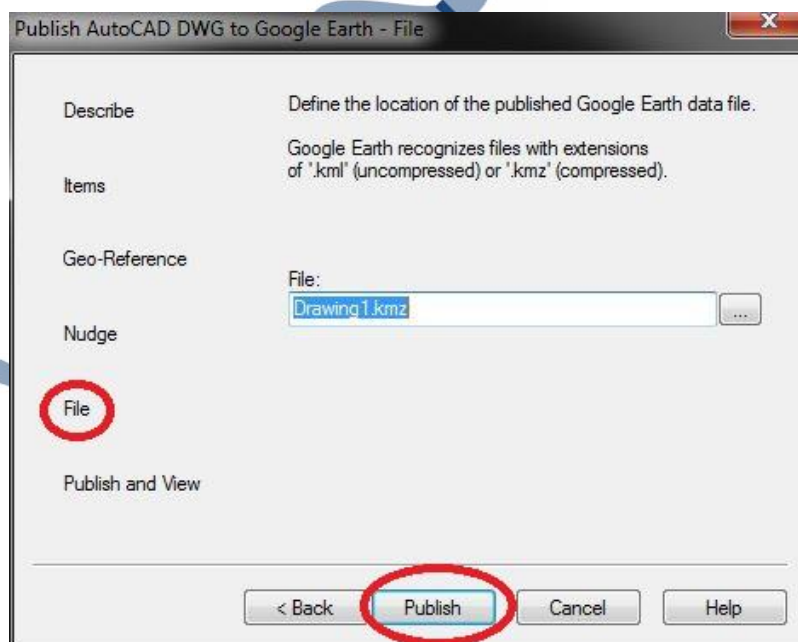 Publish AutoCAD DWG to Google Earth - File
X
Describe
Items
Geo-Reference
Nudge
File
Publish and View
Define the location of the published Google Earth data file.
Google Earth recognizes files with extensions
of '.kml' (uncompressed) or '.kmz' (compressed).
File:
Drawing1.kmz
...
< Back
Publish
Cancel
Help